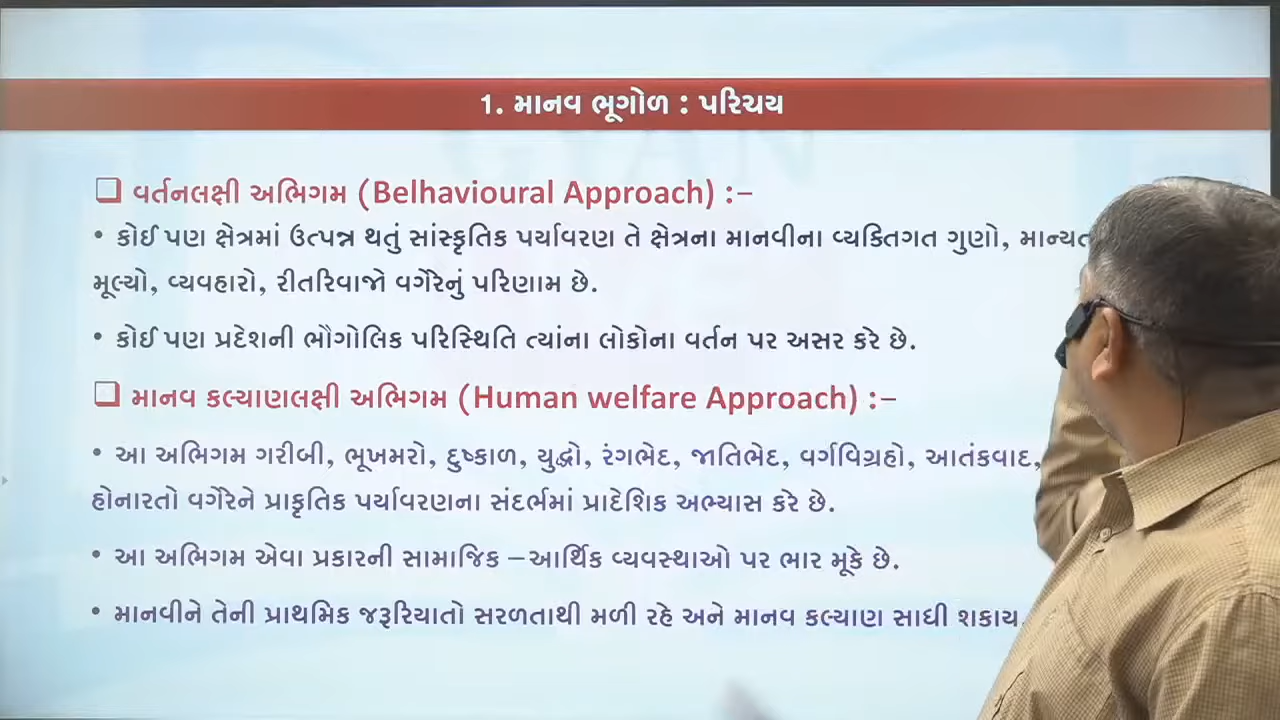 1. માનવ ભૂગોળ : પરિચય
❑ વર્તનલક્ષી અભિગમ (Belhavioural Approach) :–
• કોઈ પણ ક્ષેત્રમાં ઉત્પન્ન થતું સાંસ્કૃતિક પર્યાવરણ તે ક્ષેત્રના માનવીના વ્યક્તિગત ગુણો,
મૂલ્યો, વ્યવહારો, રીતરિવાજો વગેરેનું પરિણામ છે.
• કોઈ પણ પ્રદેશની ભૌગોલિક પરિસ્થિતિ ત્યાંના લોકોના વર્તન પર અસર કરે છે.
❑ માનવ કલ્યાણલક્ષી અભિગમ (Human welfare Approach) :–
• આ અભિગમ ગરીબી, ભૂખમરો, દુષ્કાળ, યુદ્ધો, રંગભેદ, જાતિભેદ, વર્ગવિગ્રહો, આતંકવાદ,
હોનારતો વગેરેને પ્રાકૃતિક પર્યાવરણના સંદર્ભમાં પ્રાદેશિક અભ્યાસ કરે છે.
• આ અભિગમ એવા પ્રકારની સામાજિક –આર્થિક વ્યવસ્થાઓ પર ભાર મૂકે છે.
• માનવીને તેની પ્રાથમિક જરૂરિયાતો સરળતાથી મળી રહે અને માનવ કલ્યાણ સાધી શકાય.